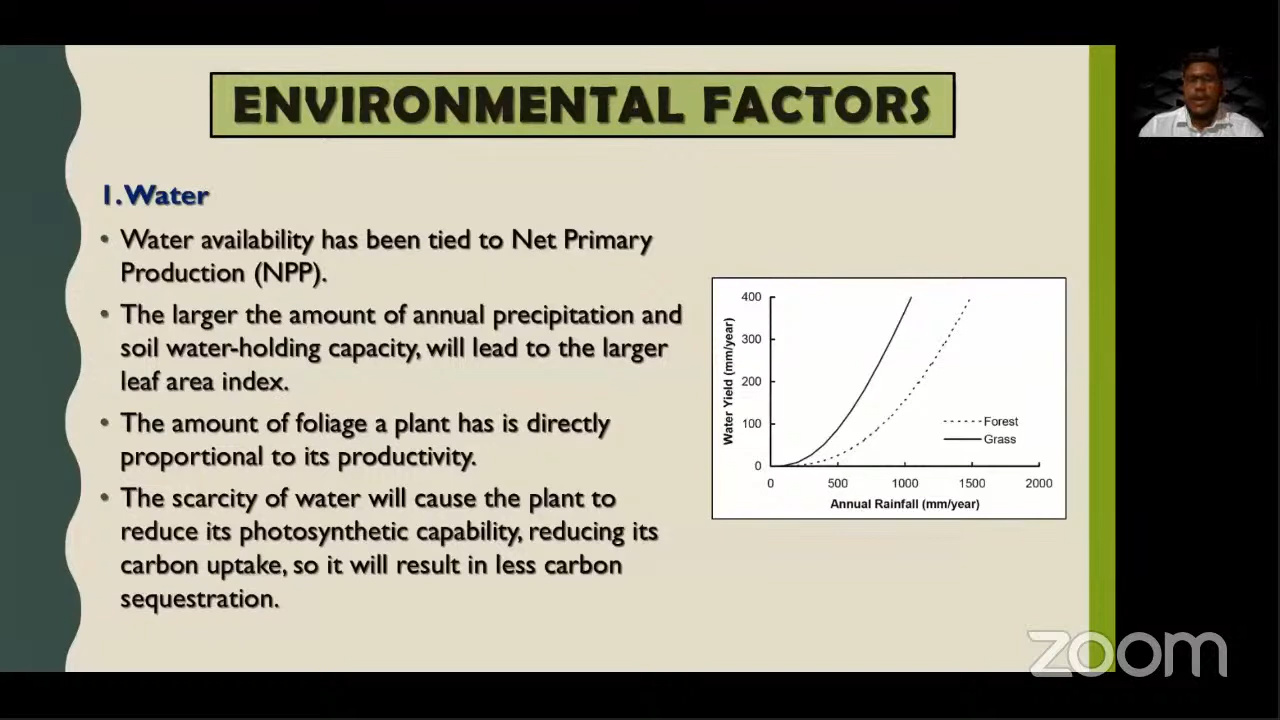 ENVIRONMENTAL FACTORS
1. Water
• Water availability has been tied to Net Primary
Production (NPP).
• The larger the amount of annual precipitation and
soil water-holding capacity, will lead to the larger
leaf area index.
• The amount of foliage a plant has is directly
proportional to its productivity.
• The scarcity of water will cause the plant to
reduce its photosynthetic capability, reducing its
carbon uptake, so it will result in less carbon
sequestration.
Water Yield (mm/year)
400
300
200
100
0
Forest
Grass
0 500 1000 1500 2000
Annual Rainfall (mm/year)
zoom